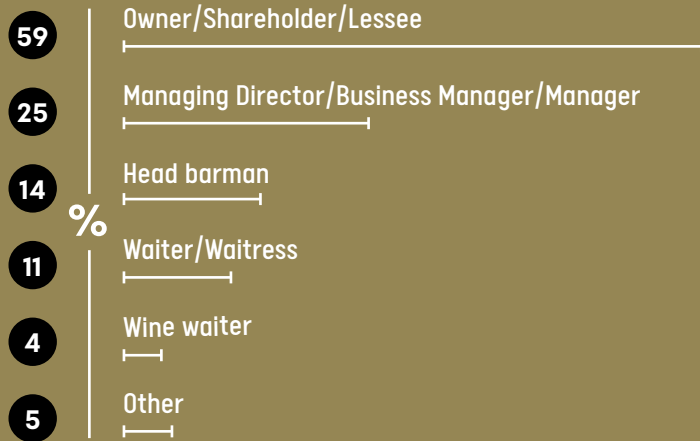 59 Owner/Shareholder/Lessee
25 Managing Director/Business Manager/Manager
14 Head barman
%
11 Waiter/Waitress
4 Wine waiter
5 Other